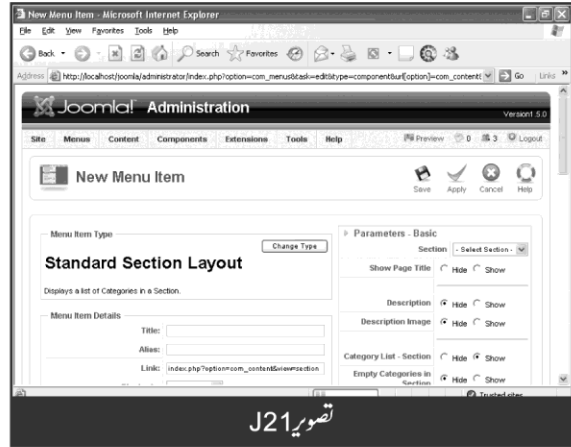 New Menu Item - Microsoft Internet Explorer
File Edit View Favorites Tools Help
Back Search Favorites
Address http://localhost/joomla/administrator/index.php?option=com_menus&task=edit&type=component&url[option]=com_content& Go Links »
Joomla! Administration
Version1.5.0
Site Menus Content Components Extensions Tools Help Preview 0 3 Logout
New Menu Item
Save Apply Cancel Help
Menu Item Type
Change Type
Standard Section Layout
Displays a list of Categories in a Section.
Menu Item Details
Title:
Alias:
Link: index.php?option=com_content&view=section
Parameters - Basic
Section - Select Section -
Show Page Title Hide Show
Description Hide Show
Description Image Hide Show
Category List - Section Hide Show
Empty Categories in Section Hide Show
Trusted sites
تصویر J21